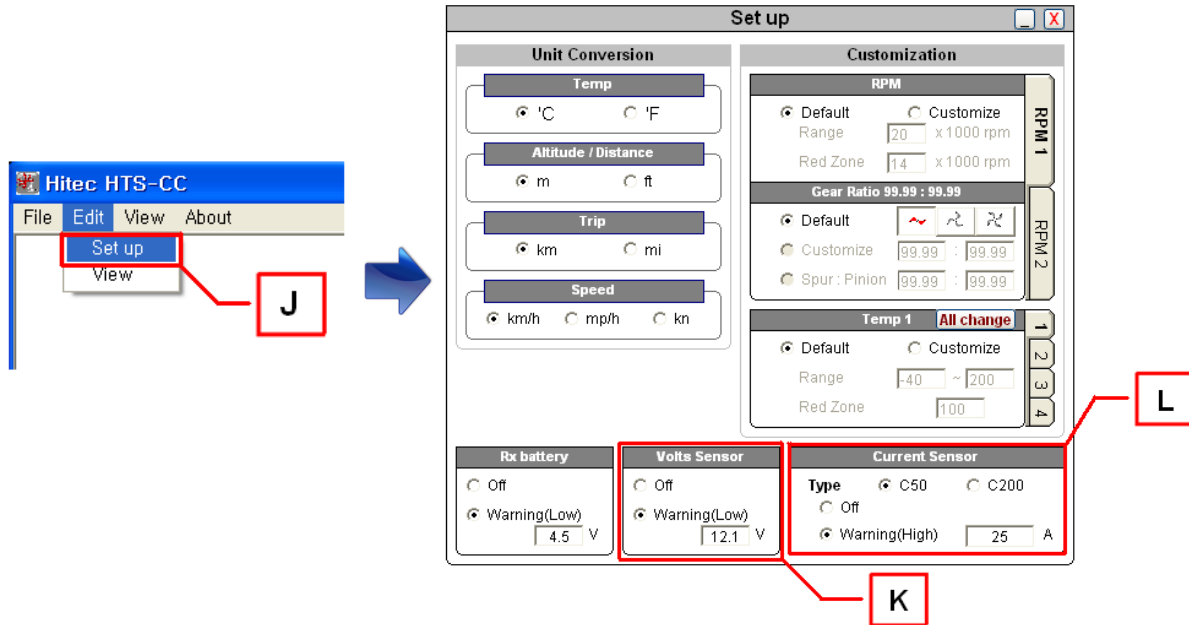 Hitec HTS-CC
File Edit View About
Set up
View
J
Set up
Unit Conversion
Temp
'C 'F
Altitude / Distance
m ft
Trip
km mi
Speed
km/h mp/h kn
Customization
RPM
Default Customize
Range 20 x1000 rpm
Red Zone 14 x1000 rpm
RPM 1
Gear Ratio 99.99 : 99.99
Default
Customize 99.99 : 99.99
Spur : Pinion 99.99 : 99.99
RPM 2
Temp 1 All change
Default Customize
Range -40 ~ 200
Red Zone 100
1
2
3
4
Rx battery
Off
Warning(Low)
4.5 V
Volts Sensor
Off
Warning(Low)
12.1 V
Current Sensor
Type C50 C200
Off
Warning(High) 25 A
L
K